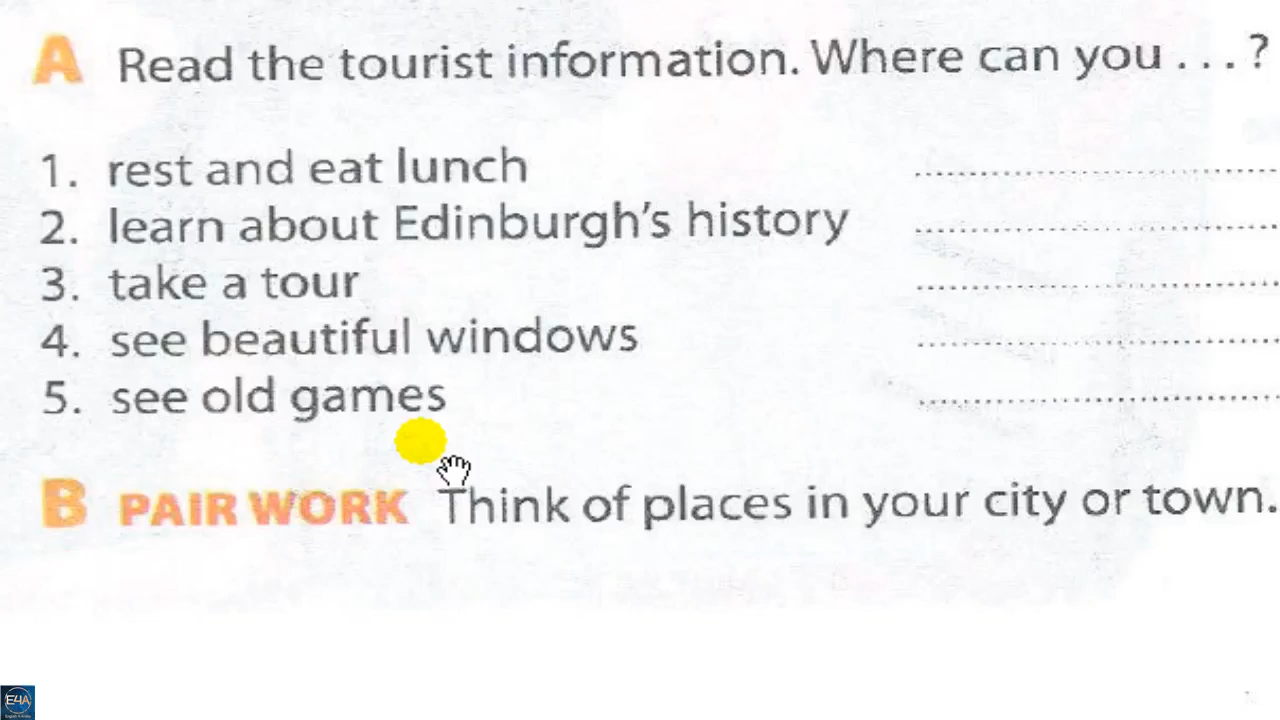 A Read the tourist information. Where can you . . . ?
1. rest and eat lunch ........................
2. learn about Edinburgh's history ........................
3. take a tour ........................
4. see beautiful windows ........................
5. see old games ........................
B PAIR WORK Think of places in your city or town.
E4A